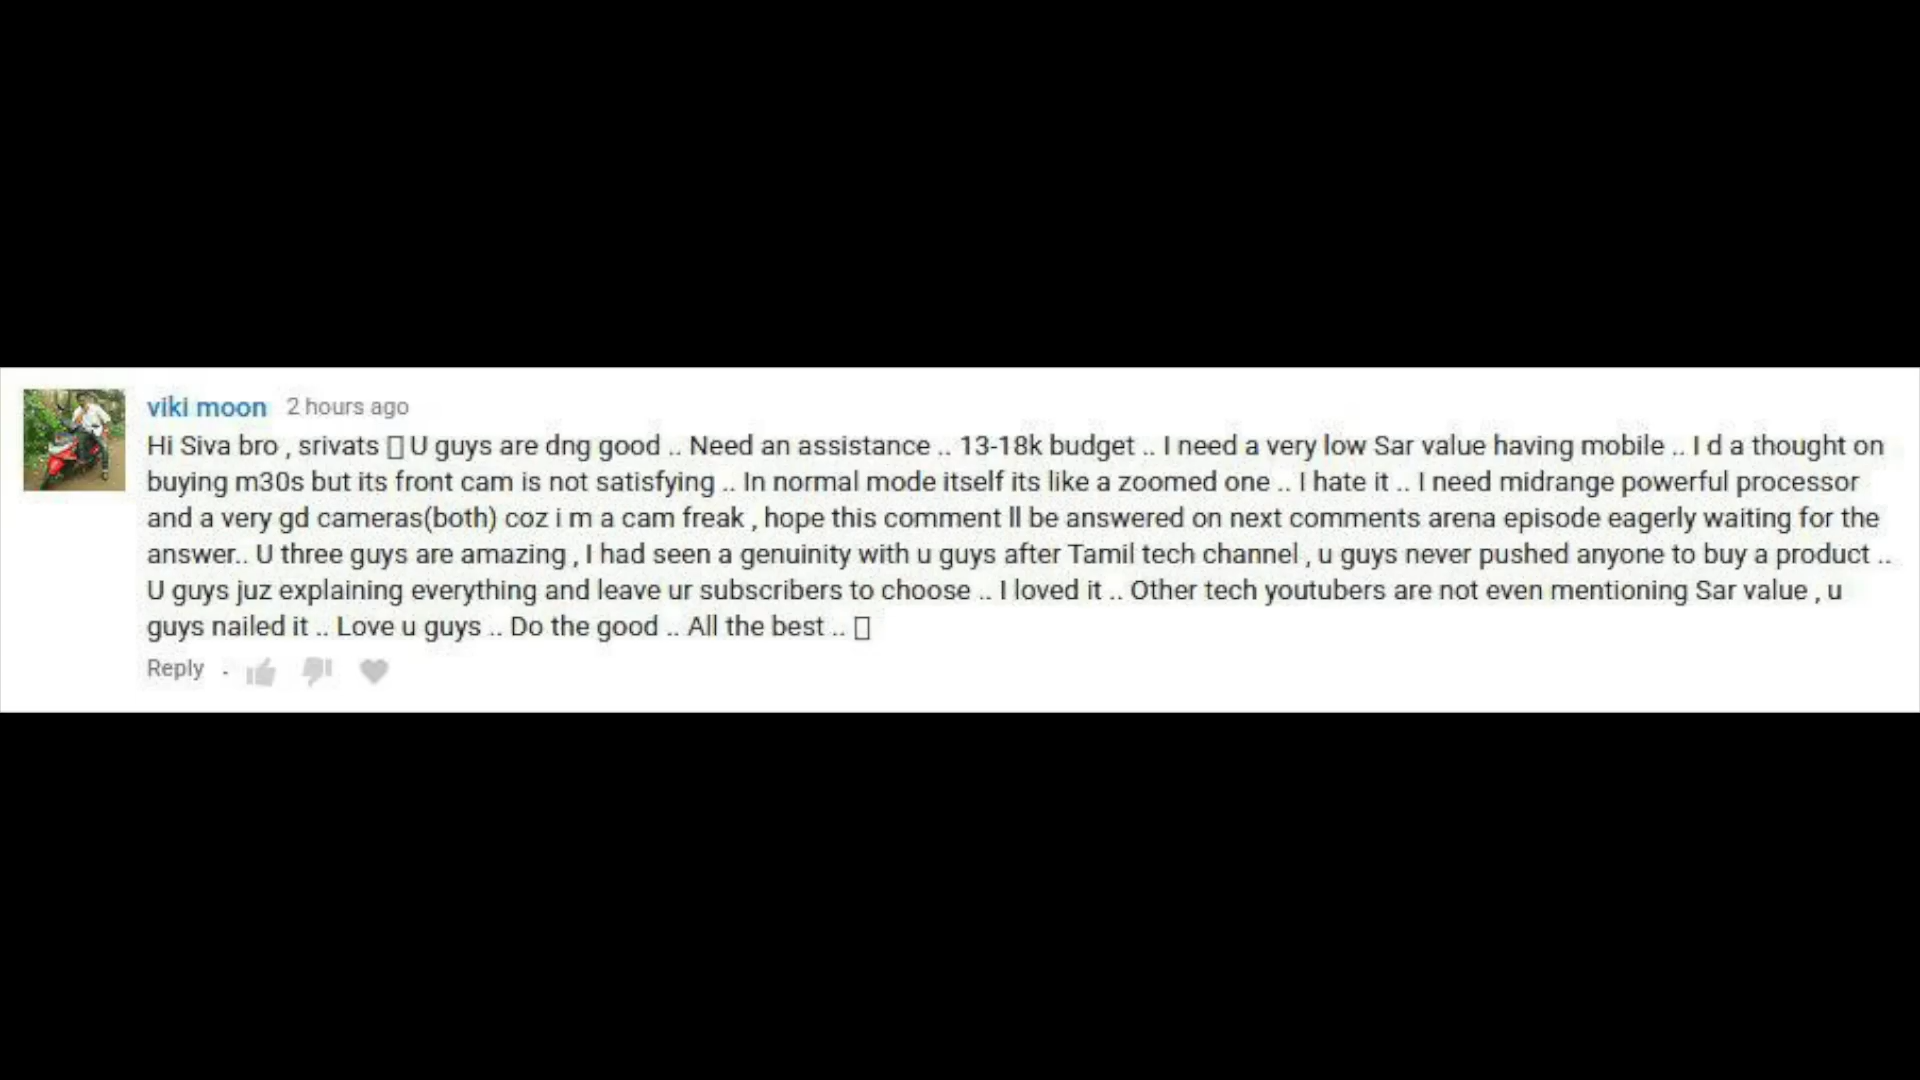 viki moon 2 hours ago
Hi Siva bro , srivats ▯ U guys are dng good .. Need an assistance .. 13-18k budget .. I need a very low Sar value having mobile .. I d a thought on
buying m30s but its front cam is not satisfying .. In normal mode itself its like a zoomed one .. I hate it .. I need midrange powerful processor
and a very gd cameras(both) coz i m a cam freak , hope this comment ll be answered on next comments arena episode eagerly waiting for the
answer.. U three guys are amazing , I had seen a genuinity with u guys after Tamil tech channel , u guys never pushed anyone to buy a product ..
U guys juz explaining everything and leave ur subscribers to choose .. I loved it .. Other tech youtubers are not even mentioning Sar value , u
guys nailed it .. Love u guys .. Do the good .. All the best .. ▯
Reply .